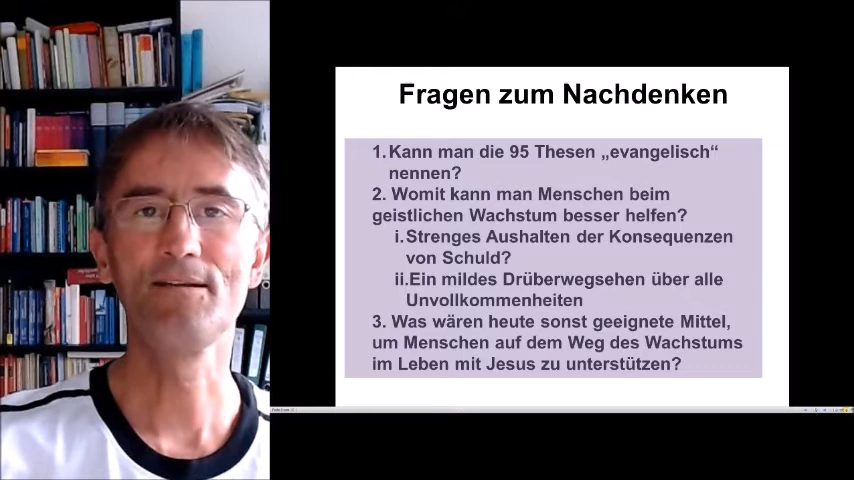 Fragen zum Nachdenken
1. Kann man die 95 Thesen „evangelisch“
nennen?
2. Womit kann man Menschen beim
geistlichen Wachstum besser helfen?
i. Strenges Aushalten der Konsequenzen
von Schuld?
ii. Ein mildes Drüberwegsehen über alle
Unvollkommenheiten
3. Was wären heute sonst geeignete Mittel,
um Menschen auf dem Weg des Wachstums
im Leben mit Jesus zu unterstützen?